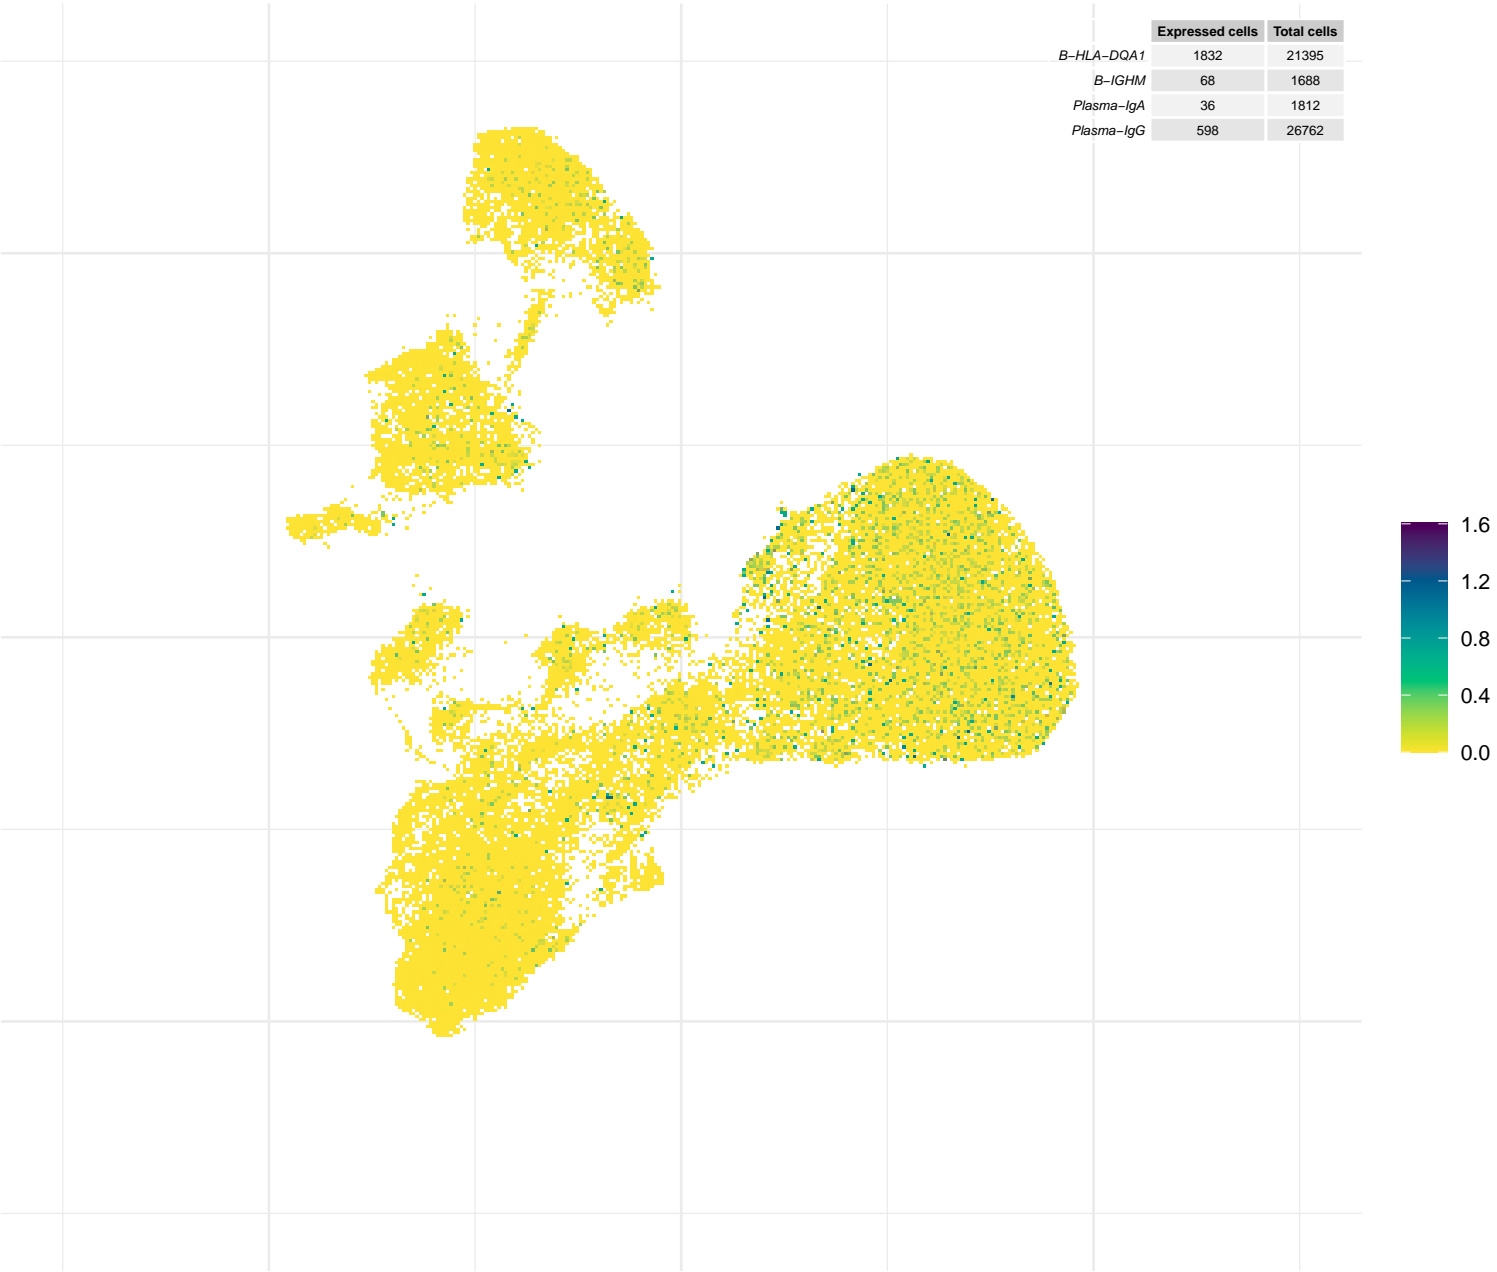 Expressed cells Total cells
B−HLA−DQA1 1832 21395
B−IGHM 68 1688
Plasma−IgA 36 1812
Plasma−IgG 598 26762
1.6
1.2
0.8
0.4
0.0